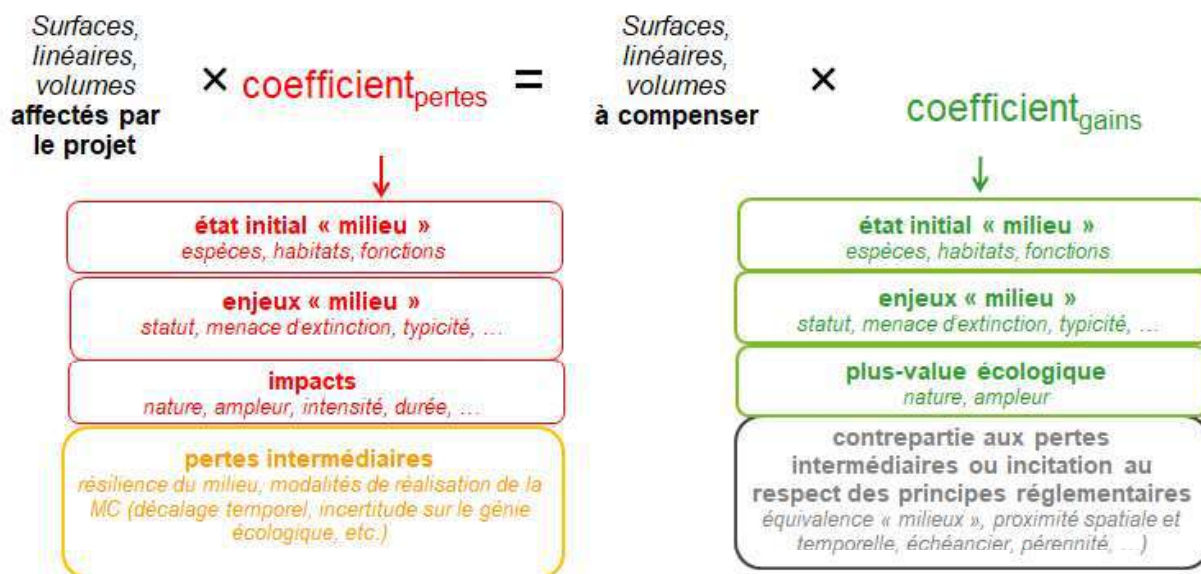 Surfaces,
linéaires,
volumes
affectés par
le projet
× coefficient pertes =
Surfaces,
linéaires,
volumes
à compenser
×
coefficient gains
état initial « milieu »
espèces, habitats, fonctions
enjeux « milieu »
statut, menace d'extinction, typicité, …
impacts
nature, ampleur, intensité, durée, …
pertes intermédiaires
résilience du milieu, modalités de réalisation de la
MC (décalage temporel, incertitude sur le génie
écologique, etc.)
état initial « milieu »
espèces, habitats, fonctions
enjeux « milieu »
statut, menace d'extinction, typicité, …
plus-value écologique
nature, ampleur
contrepartie aux pertes
intermédiaires ou incitation au
respect des principes réglementaires
équivalence « milieux », proximité spatiale et
temporelle, échéancier, pérennité, …)